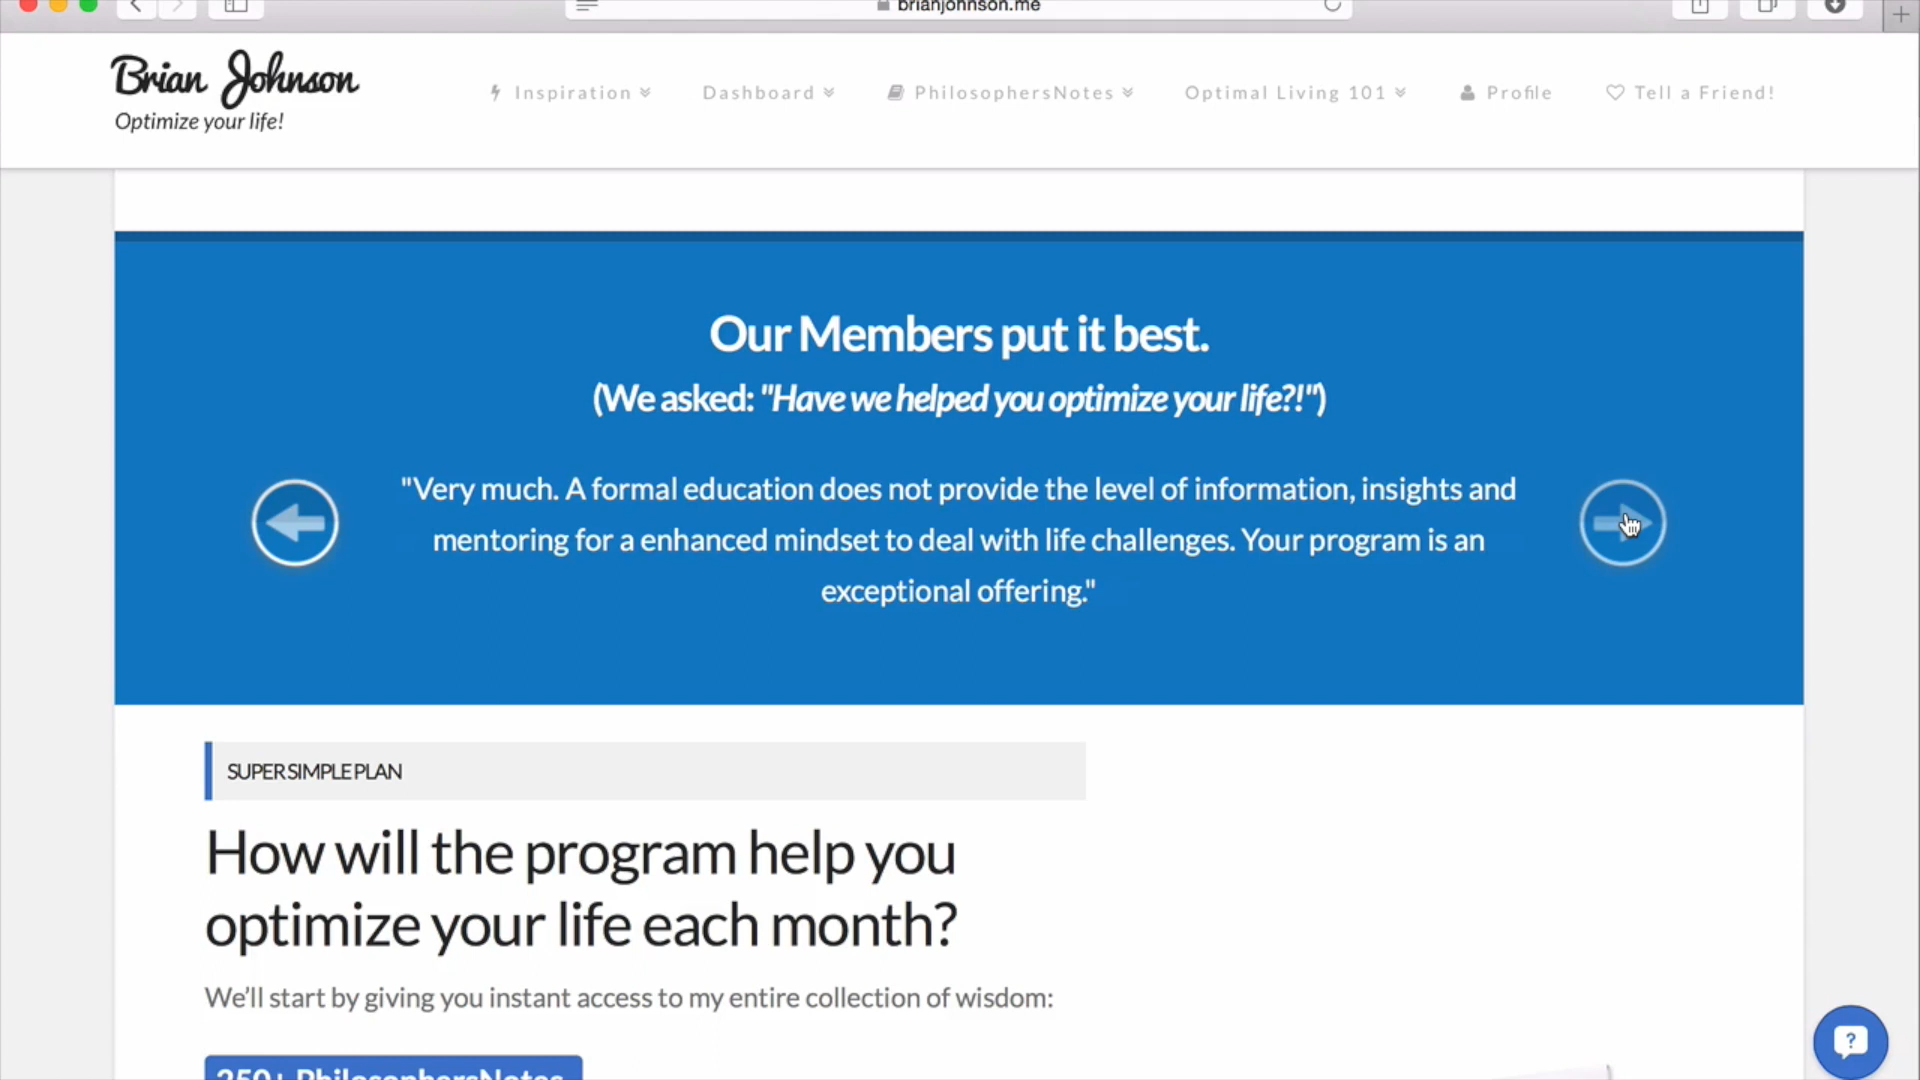 brianjohnson.me
Brian Johnson
Optimize your life!
Inspiration
Dashboard
PhilosophersNotes
Optimal Living 101
Profile
Tell a Friend!
Our Members put it best.
(We asked: "Have we helped you optimize your life?!")
"Very much. A formal education does not provide the level of information, insights and
mentoring for a enhanced mindset to deal with life challenges. Your program is an
exceptional offering."
SUPER SIMPLE PLAN
How will the program help you
optimize your life each month?
We'll start by giving you instant access to my entire collection of wisdom:
250+ PhilosophersNotes
?